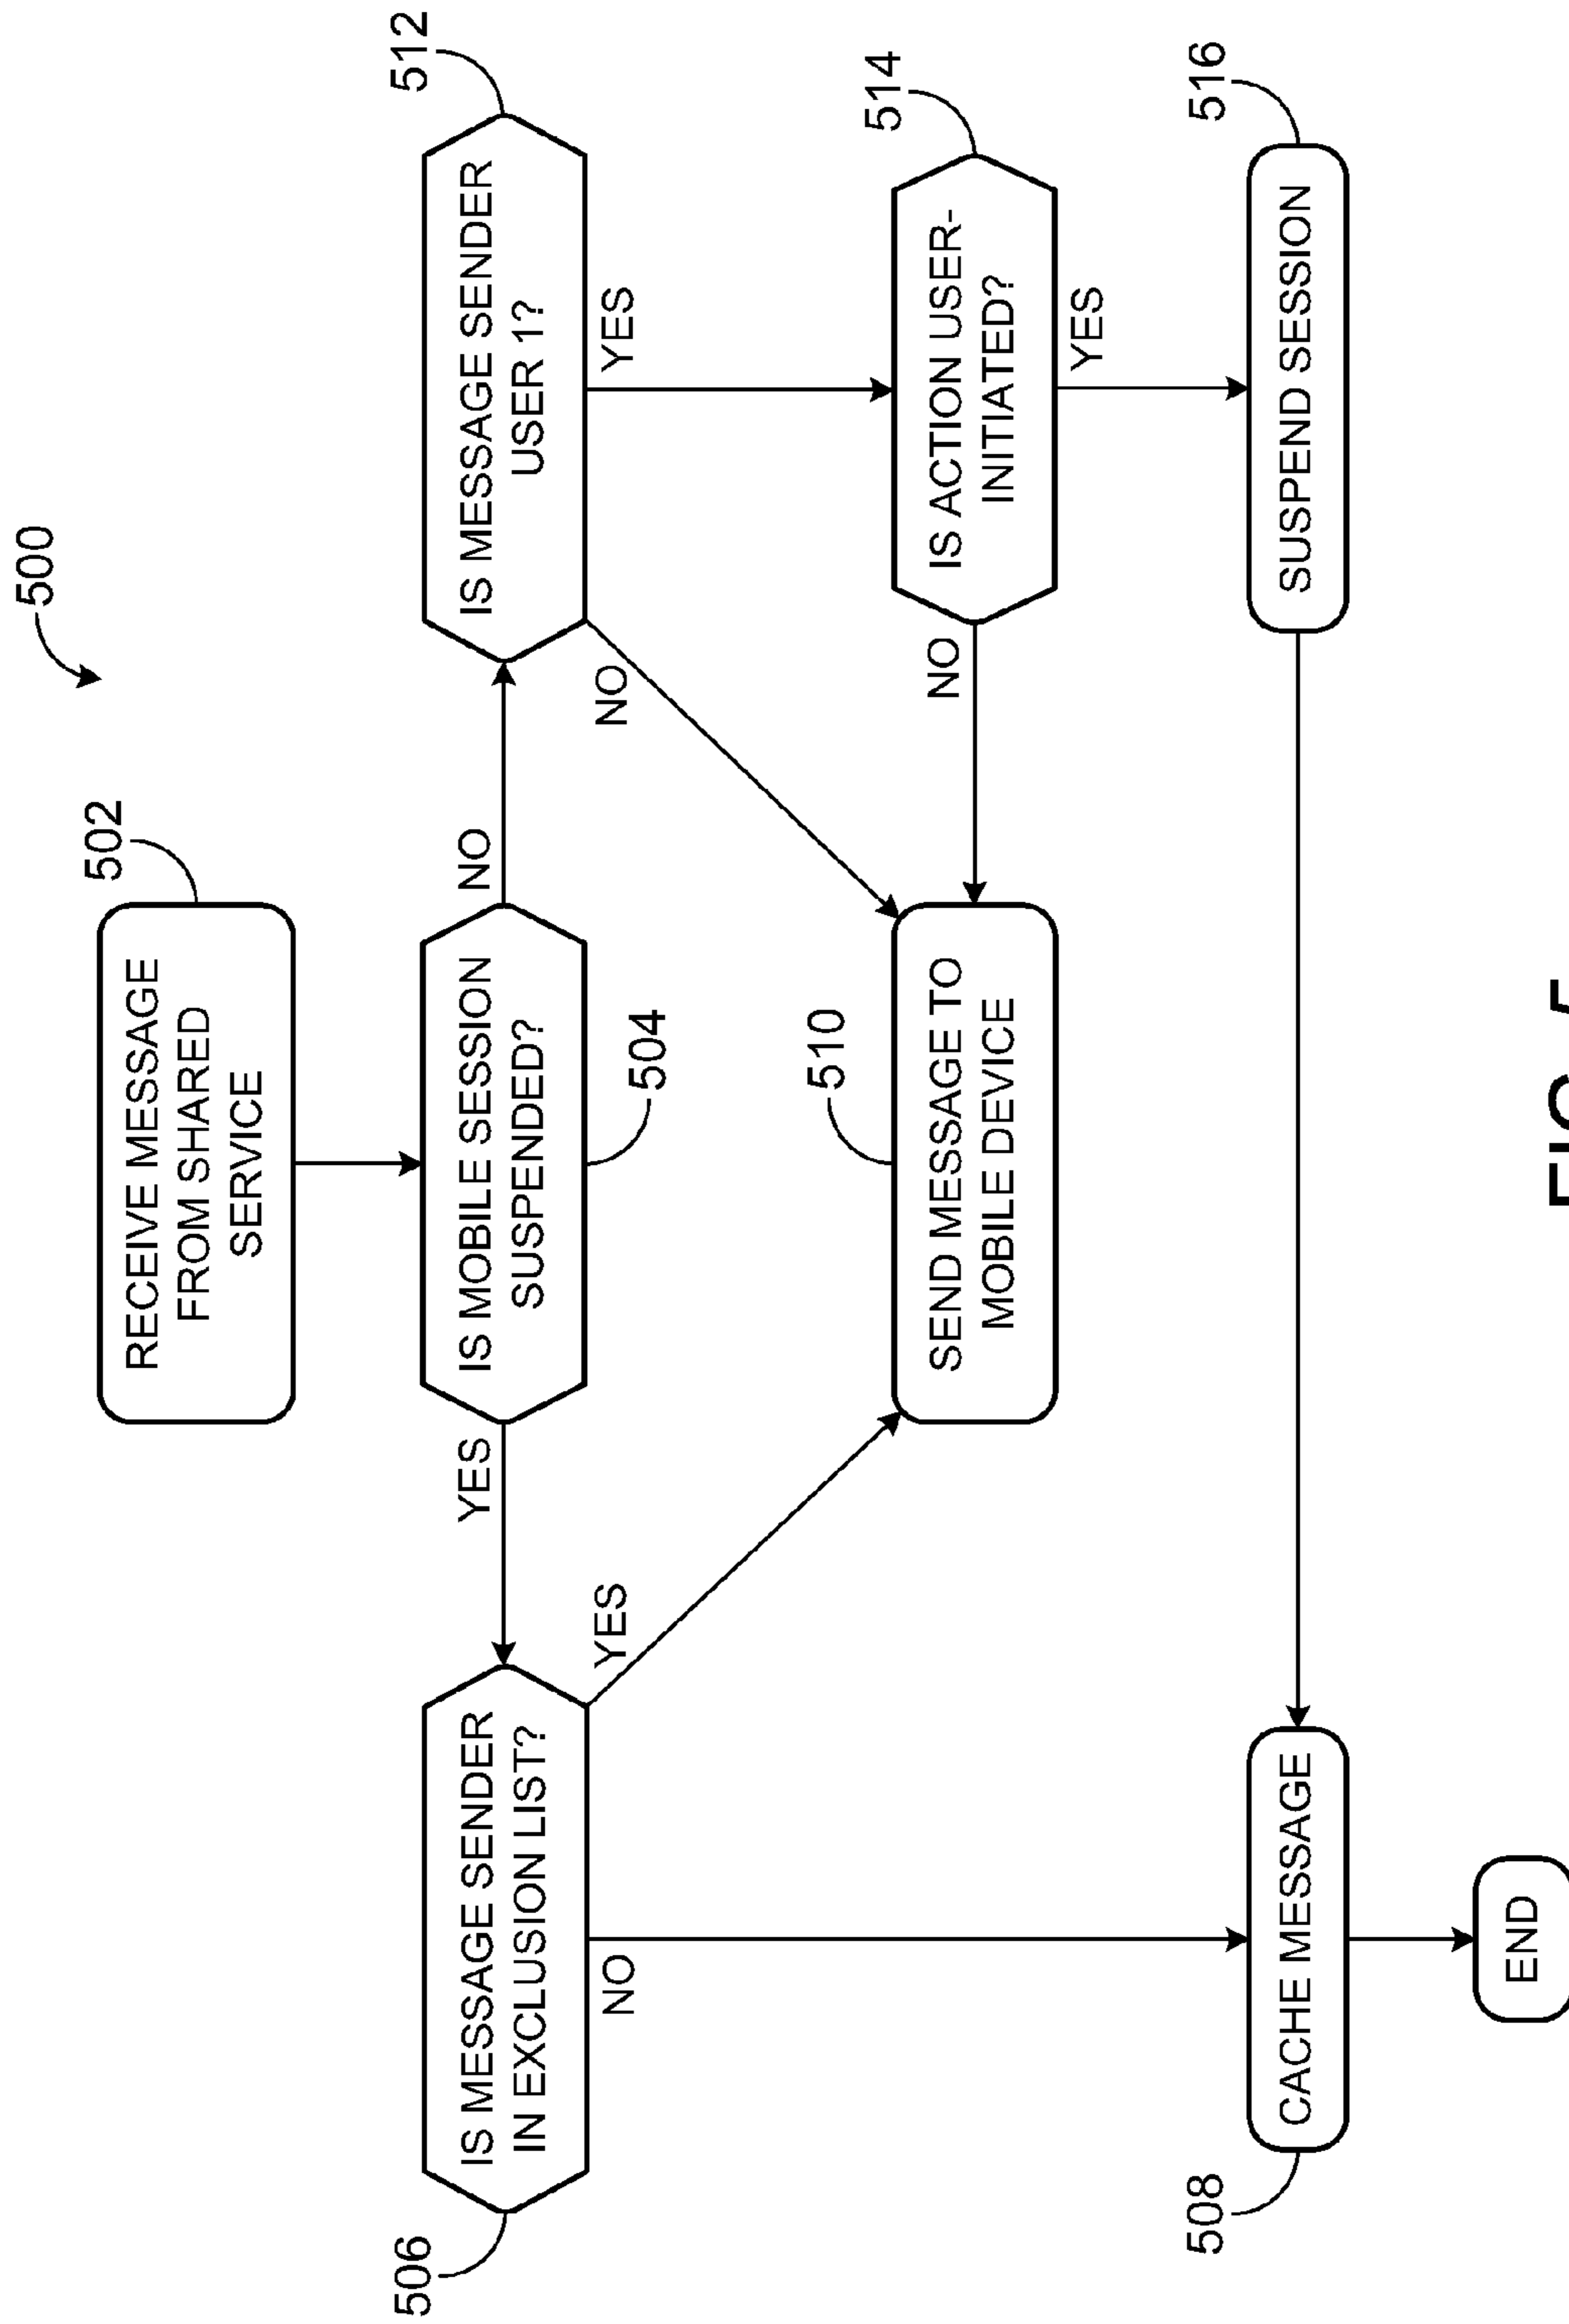 500
502
RECEIVE MESSAGE
FROM SHARED
SERVICE
506
IS MESSAGE SENDER
IN EXCLUSION LIST?
YES
IS MOBILE SESSION
SUSPENDED?
504
NO
IS MESSAGE SENDER
USER 1?
512
NO
YES
NO
YES
510
SEND MESSAGE TO
MOBILE DEVICE
NO
IS ACTION USER-
INITIATED?
514
YES
508
CACHE MESSAGE
SUSPEND SESSION
516
END